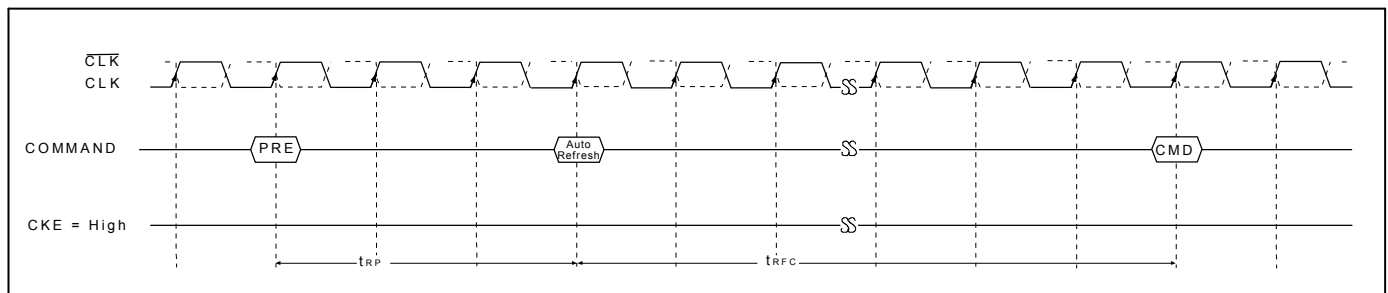 CLK
CLK
COMMAND
PRE
Auto
Refresh
CMD
CKE = High
tRP
tRFC